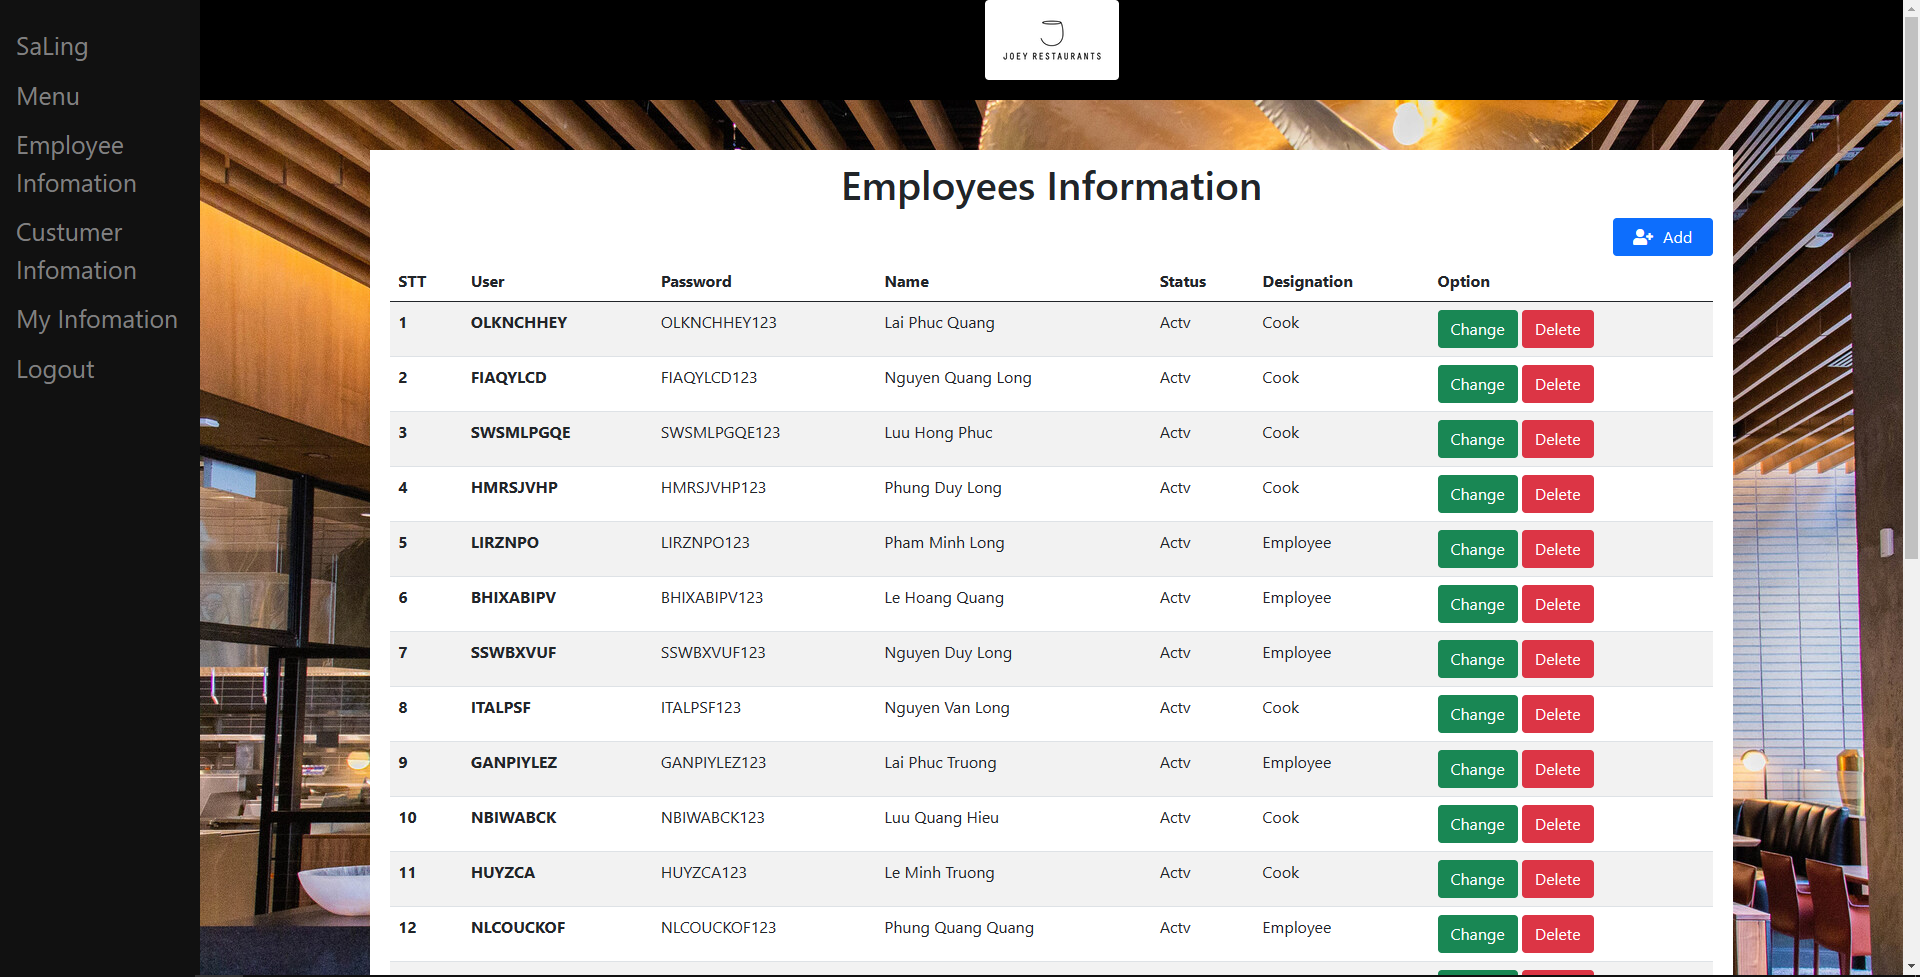 SaLing
Menu
Employee
Infomation
Custumer
Infomation
My Infomation
Logout
JOEY RESTAURANTS
Employees Information
Add
STT User Password Name Status Designation Option
1 OLKNCHHEY OLKNCHHEY123 Lai Phuc Quang Actv Cook Change Delete
2 FIAQYLCD FIAQYLCD123 Nguyen Quang Long Actv Cook Change Delete
3 SWSMLPGQE SWSMLPGQE123 Luu Hong Phuc Actv Cook Change Delete
4 HMRSJVHP HMRSJVHP123 Phung Duy Long Actv Cook Change Delete
5 LIRZNPO LIRZNPO123 Pham Minh Long Actv Employee Change Delete
6 BHIXABIPV BHIXABIPV123 Le Hoang Quang Actv Employee Change Delete
7 SSWBXVUF SSWBXVUF123 Nguyen Duy Long Actv Employee Change Delete
8 ITALPSF ITALPSF123 Nguyen Van Long Actv Cook Change Delete
9 GANPIYLEZ GANPIYLEZ123 Lai Phuc Truong Actv Employee Change Delete
10 NBIWABCK NBIWABCK123 Luu Quang Hieu Actv Cook Change Delete
11 HUYZCA HUYZCA123 Le Minh Truong Actv Cook Change Delete
12 NLCOUCKOF NLCOUCKOF123 Phung Quang Quang Actv Employee Change Delete